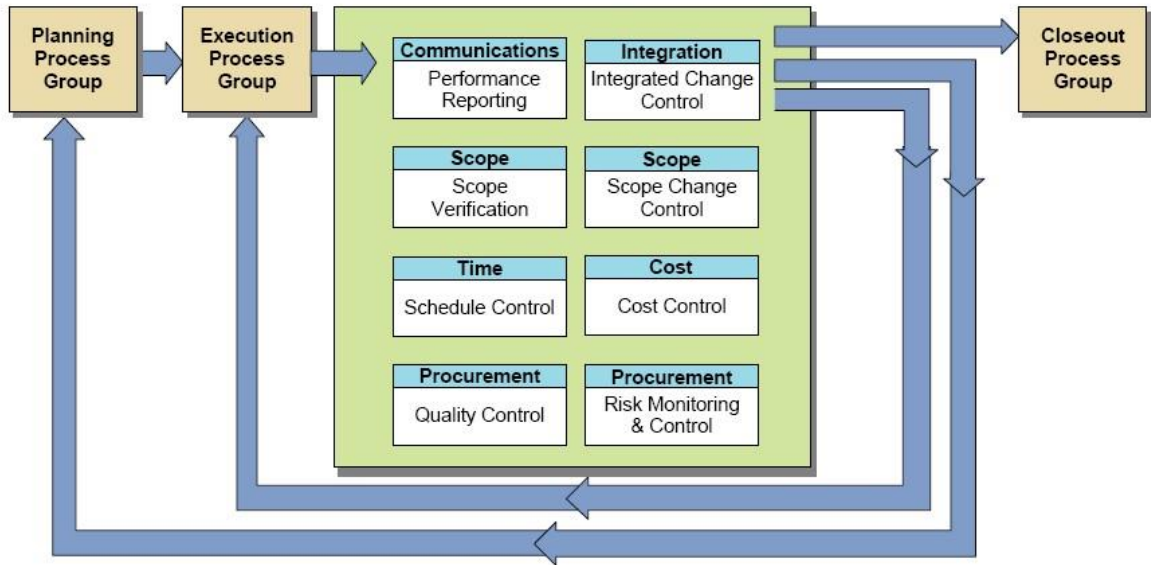 Planning
Process
Group
Execution
Process
Group
Communications
Performance
Reporting
Integration
Integrated Change
Control
Closeout
Process
Group
Scope
Scope
Verification
Scope
Scope Change
Control
Time
Schedule Control
Cost
Cost Control
Procurement
Quality Control
Procurement
Risk Monitoring
& Control